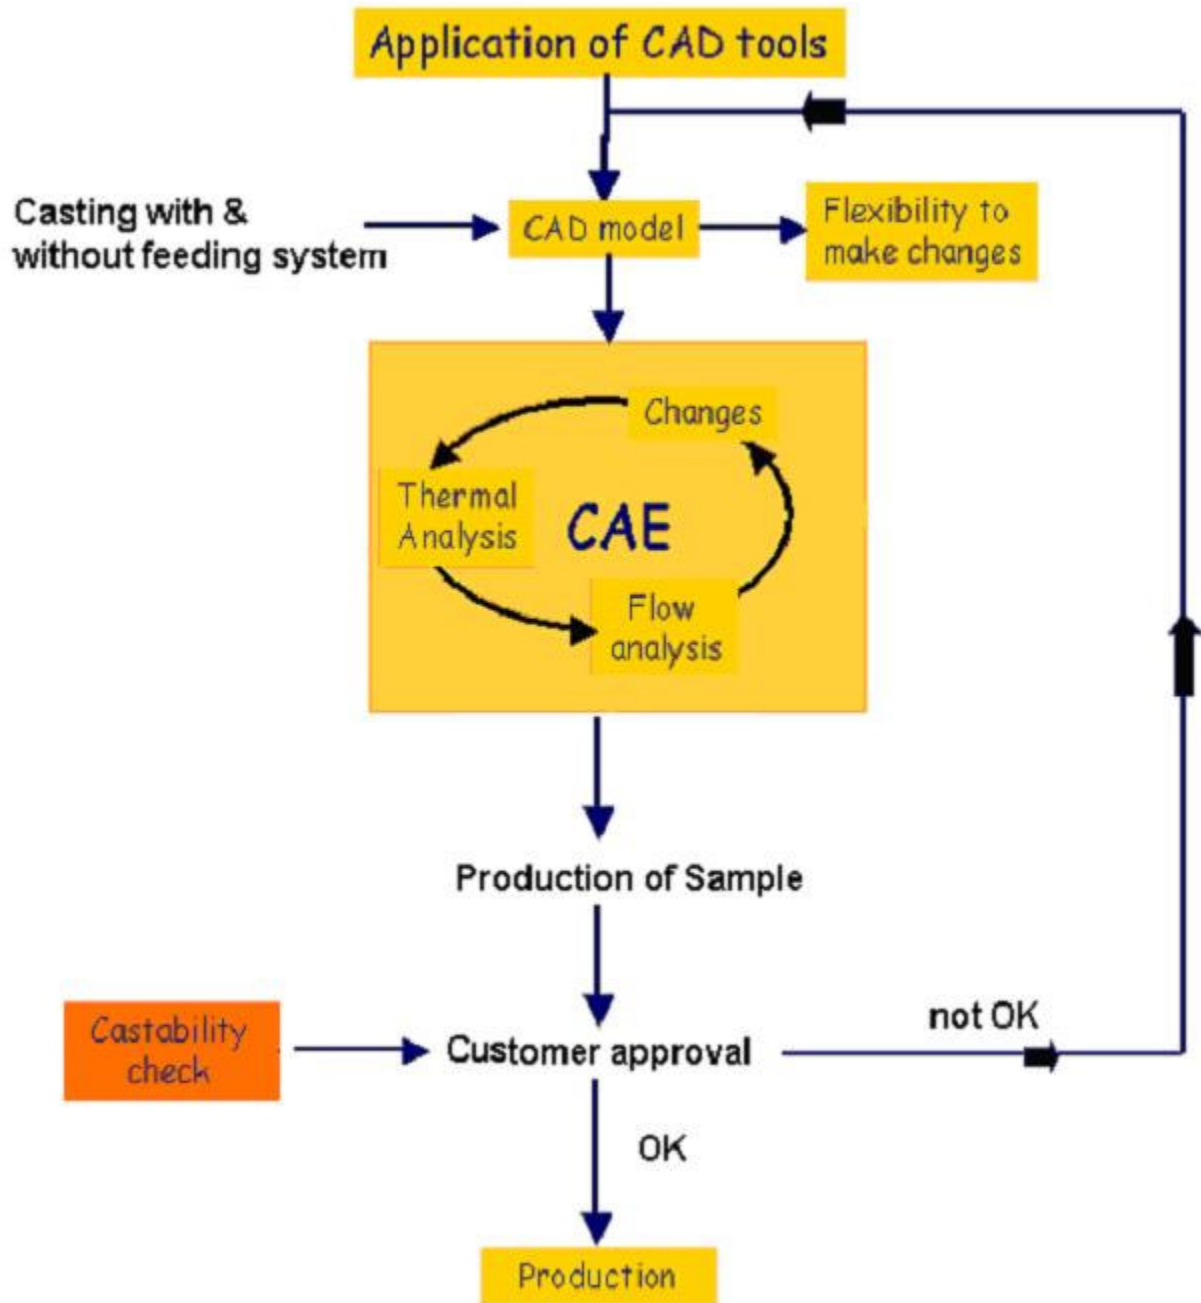 Application of CAD tools
Casting with &
without feeding system
CAD model
Flexibility to
make changes
Changes
Thermal
Analysis
CAE
Flow
analysis
Production of Sample
Castability
check
Customer approval
not OK
OK
Production